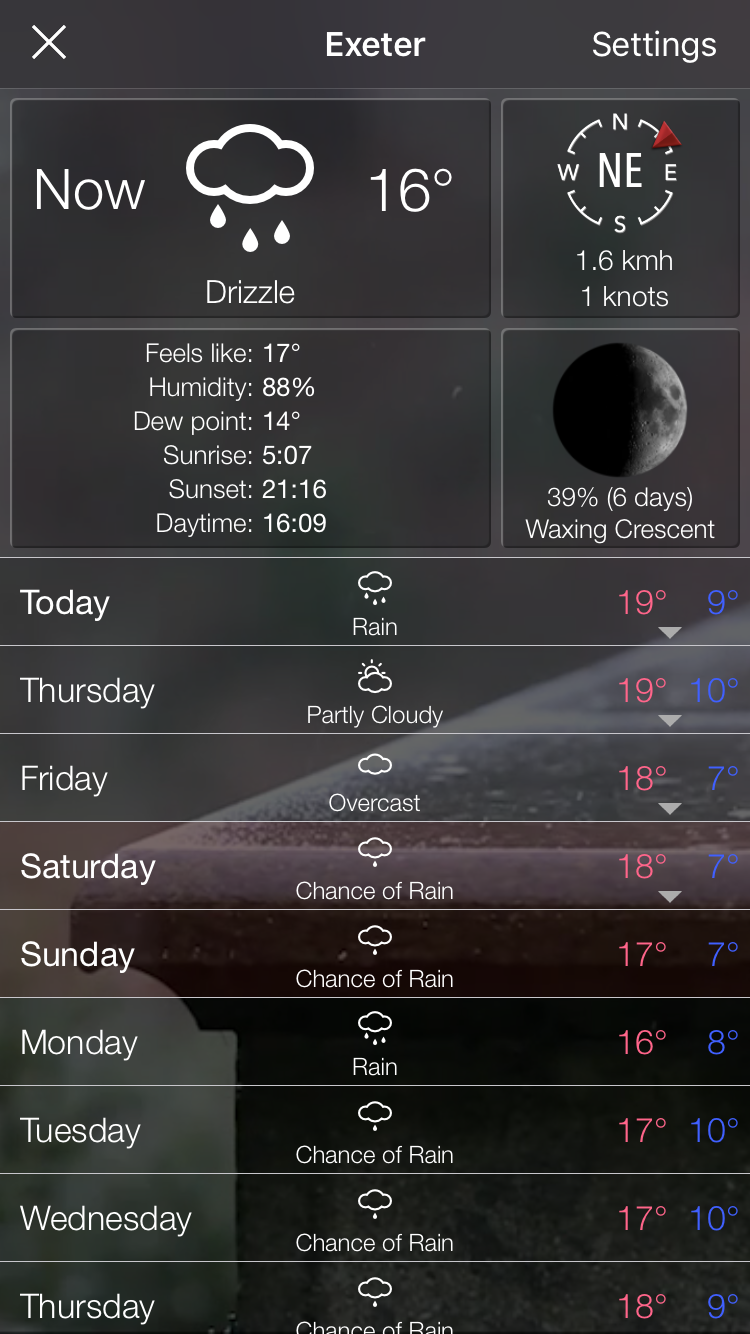 Exeter Settings
Now 16°
Drizzle
N
W NE E
S
1.6 kmh
1 knots
Feels like: 17°
Humidity: 88%
Dew point: 14°
Sunrise: 5:07
Sunset: 21:16
Daytime: 16:09
39% (6 days)
Waxing Crescent
Today 19° 9°
Rain
Thursday 19° 10°
Partly Cloudy
Friday 18° 7°
Overcast
Saturday 18° 7°
Chance of Rain
Sunday 17° 7°
Chance of Rain
Monday 16° 8°
Rain
Tuesday 17° 10°
Chance of Rain
Wednesday 17° 10°
Chance of Rain
Thursday 18° 9°
Chance of Rain